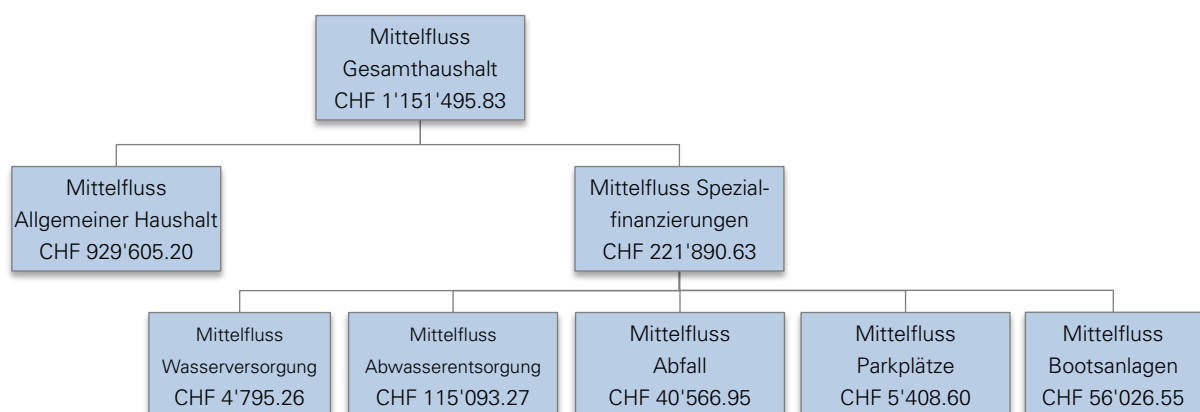 Mittelfluss
Gesamthaushalt
CHF 1'151'495.83
Mittelfluss
Allgemeiner Haushalt
CHF 929'605.20
Mittelfluss Spezial-
finanzierungen
CHF 221'890.63
Mittelfluss
Wasserversorgung
CHF 4'795.26
Mittelfluss
Abwasserentsorgung
CHF 115'093.27
Mittelfluss
Abfall
CHF 40'566.95
Mittelfluss
Parkplätze
CHF 5'408.60
Mittelfluss
Bootsanlagen
CHF 56'026.55